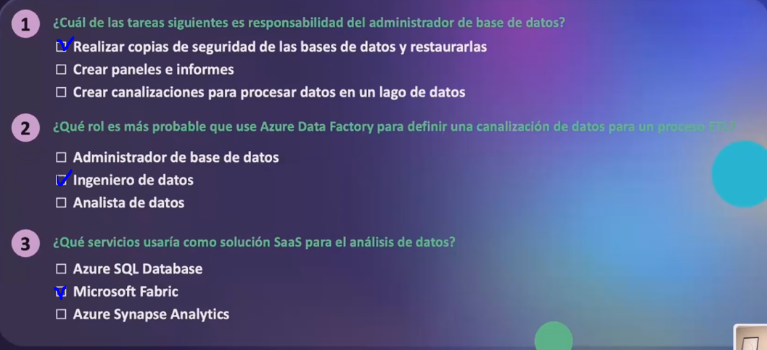 1
¿Cuál de las tareas siguientes es responsabilidad del administrador de base de datos?
Realizar copias de seguridad de las bases de datos y restaurarlas
Crear paneles e informes
Crear canalizaciones para procesar datos en un lago de datos
2
¿Qué rol es más probable que use Azure Data Factory para definir una canalización de datos para un proceso ETL?
Administrador de base de datos
Ingeniero de datos
Analista de datos
3
¿Qué servicios usaría como solución SaaS para el análisis de datos?
Azure SQL Database
Microsoft Fabric
Azure Synapse Analytics